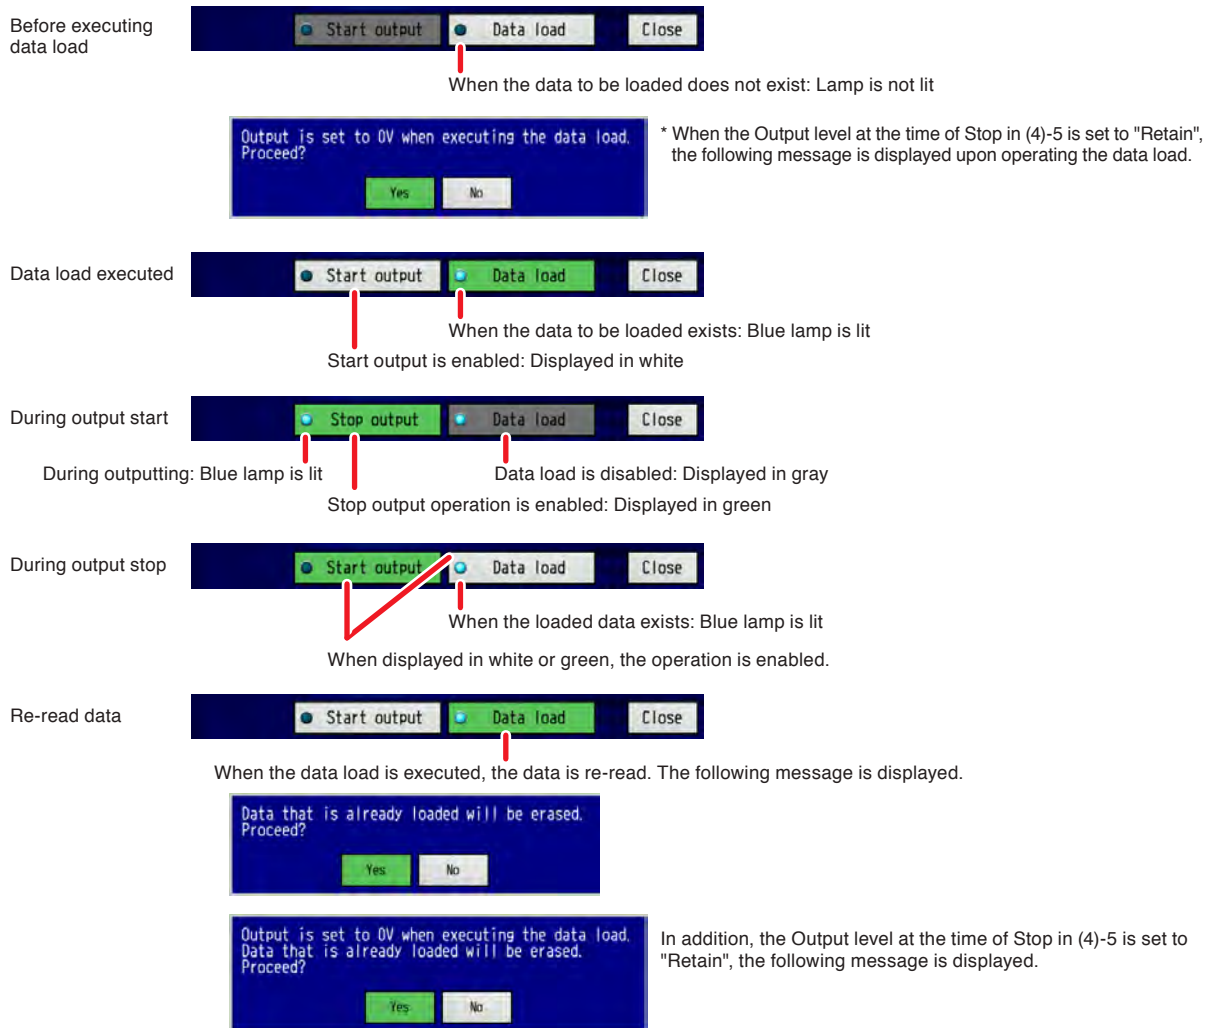 Before executing
data load
Start output Data load Close
When the data to be loaded does not exist: Lamp is not lit
Output is set to 0V when executing the data load.
Proceed?
Yes No
* When the Output level at the time of Stop in (4)-5 is set to "Retain",
the following message is displayed upon operating the data load.
Data load executed
Start output Data load Close
When the data to be loaded exists: Blue lamp is lit
Start output is enabled: Displayed in white
During output start
Stop output Data load Close
During outputting: Blue lamp is lit
Data load is disabled: Displayed in gray
Stop output operation is enabled: Displayed in green
During output stop
Start output Data load Close
When the loaded data exists: Blue lamp is lit
When displayed in white or green, the operation is enabled.
Re-read data
Start output Data load Close
When the data load is executed, the data is re-read. The following message is displayed.
Data that is already loaded will be erased.
Proceed?
Yes No
Output is set to 0V when executing the data load.
Data that is already loaded will be erased.
Proceed?
Yes No
In addition, the Output level at the time of Stop in (4)-5 is set to
"Retain", the following message is displayed.